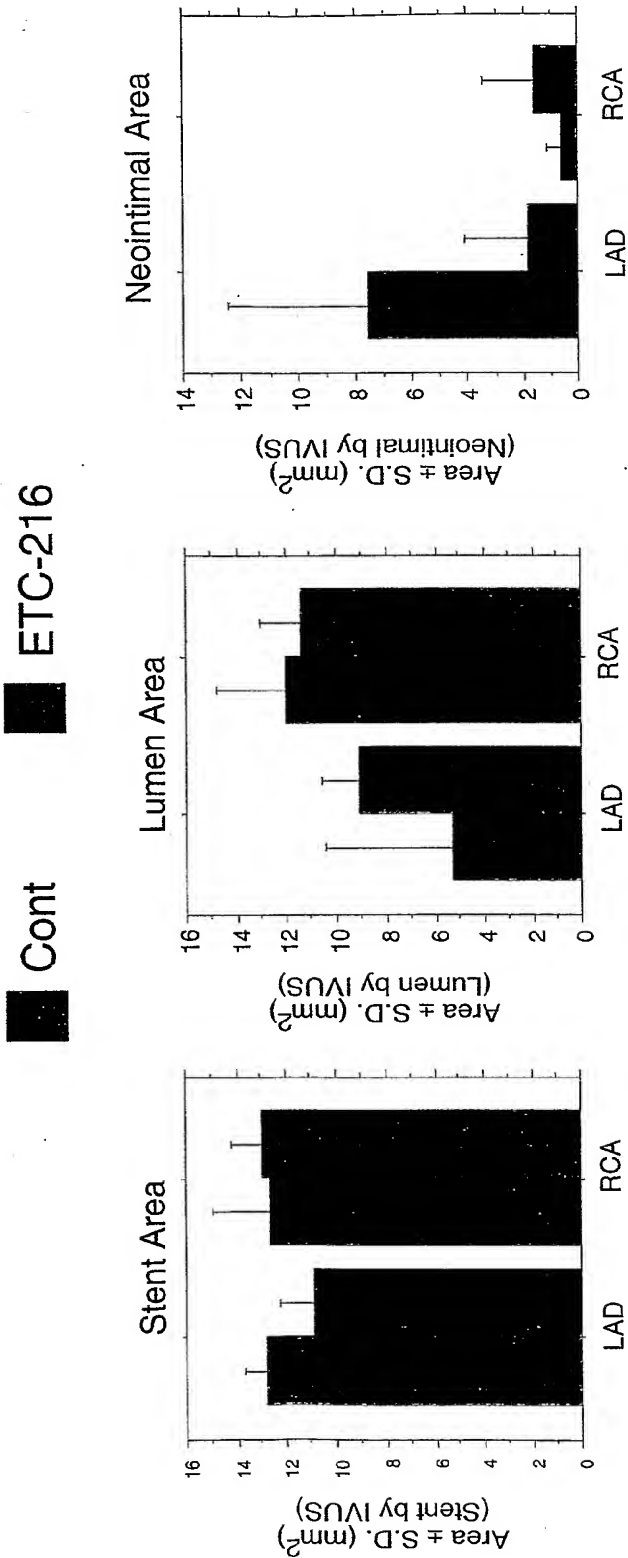 Cont
ETC-216
Stent Area
Area ± S.D. (mm2)
(Stent by IVUS)
16
14
12
10
8
6
4
2
0
LAD
RCA
Lumen Area
Area ± S.D. (mm2)
(Lumen by IVUS)
16
14
12
10
8
6
4
2
0
LAD
RCA
Neointimal Area
Area ± S.D. (mm2)
(Neointimal by IVUS)
14
12
10
8
6
4
2
0
LAD
RCA